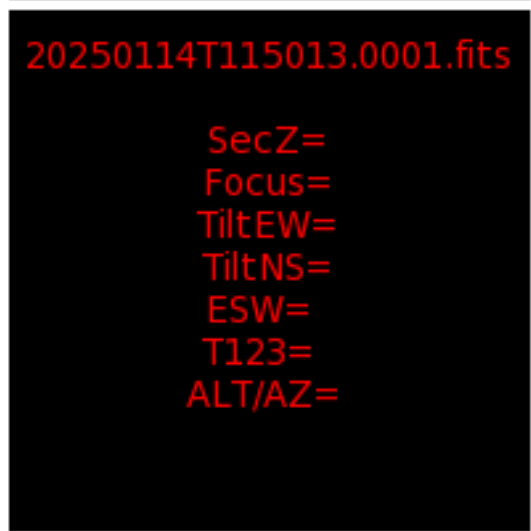 20250114T115013.0001.fits
SecZ=
Focus=
TiltEW=
TiltNS=
ESW=
T123=
ALT/AZ=